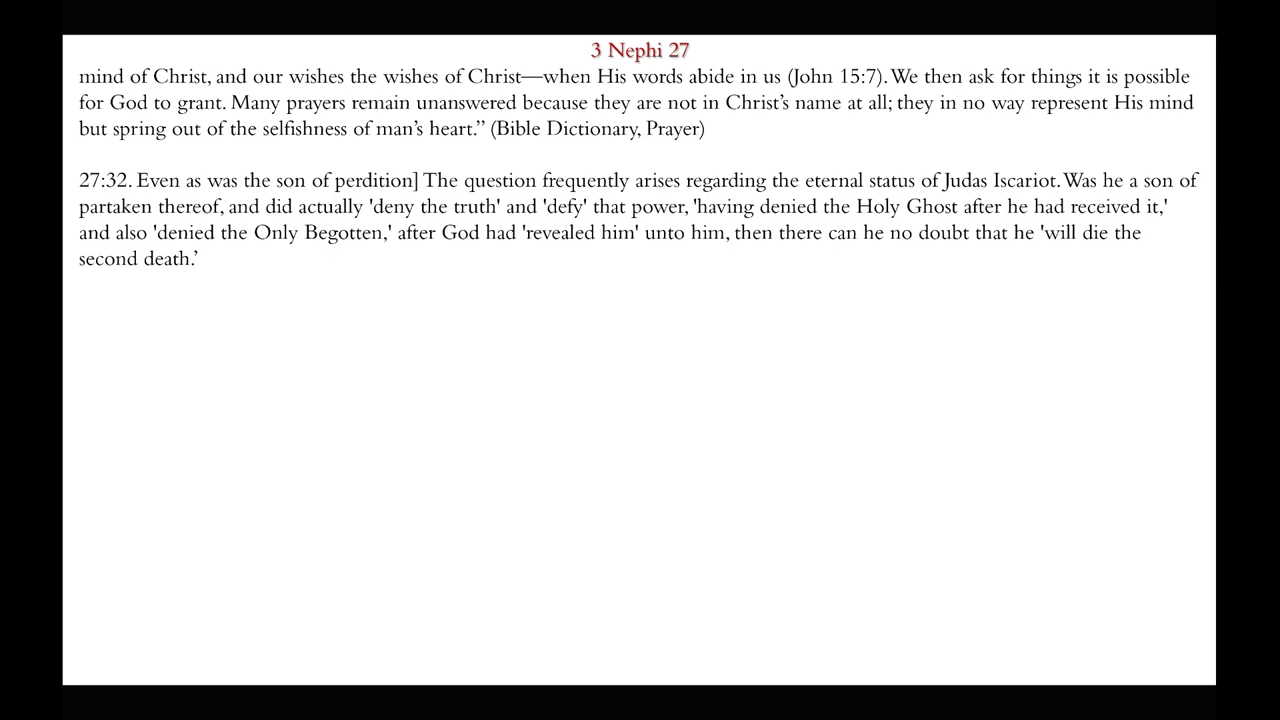 3 Nephi 27
mind of Christ, and our wishes the wishes of Christ—when His words abide in us (John 15:7). We then ask for things it is possible
for God to grant. Many prayers remain unanswered because they are not in Christ’s name at all; they in no way represent His mind
but spring out of the selfishness of man’s heart.” (Bible Dictionary, Prayer)
27:32. Even as was the son of perdition] The question frequently arises regarding the eternal status of Judas Iscariot. Was he a son of
partaken thereof, and did actually 'deny the truth' and 'defy' that power, 'having denied the Holy Ghost after he had received it,'
and also 'denied the Only Begotten,' after God had 'revealed him' unto him, then there can he no doubt that he 'will die the
second death.’